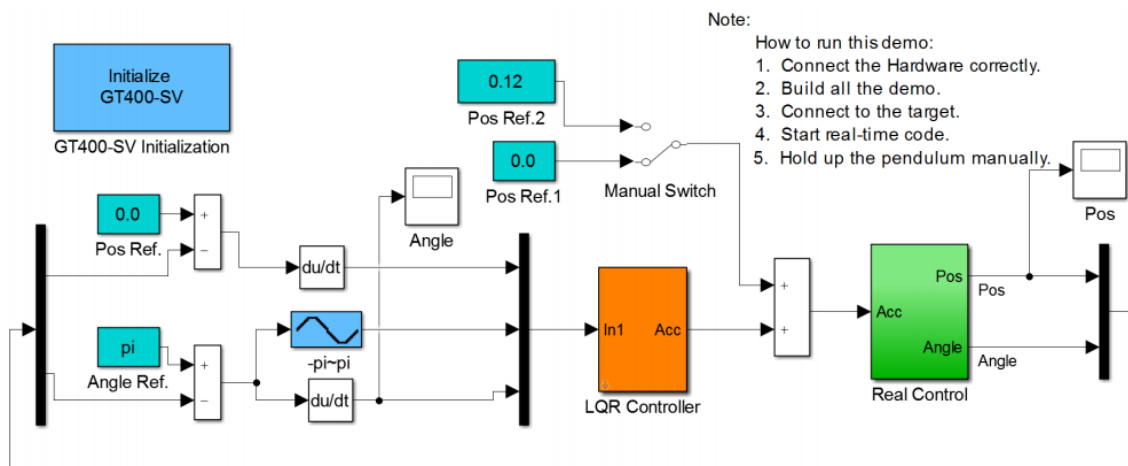 Note:
How to run this demo:
1. Connect the Hardware correctly.
2. Build all the demo.
3. Connect to the target.
4. Start real-time code.
5. Hold up the pendulum manually.
Initialize
GT400-SV
GT400-SV Initialization
0.12
Pos Ref.2
0.0
Pos Ref.1
Manual Switch
Pos
0.0
Pos Ref.
+
−
du/dt
Angle
pi
Angle Ref.
+
−
-pi~pi
du/dt
In1
Acc
LQR Controller
+
+
Acc
Pos
Angle
Real Control
Pos
Angle